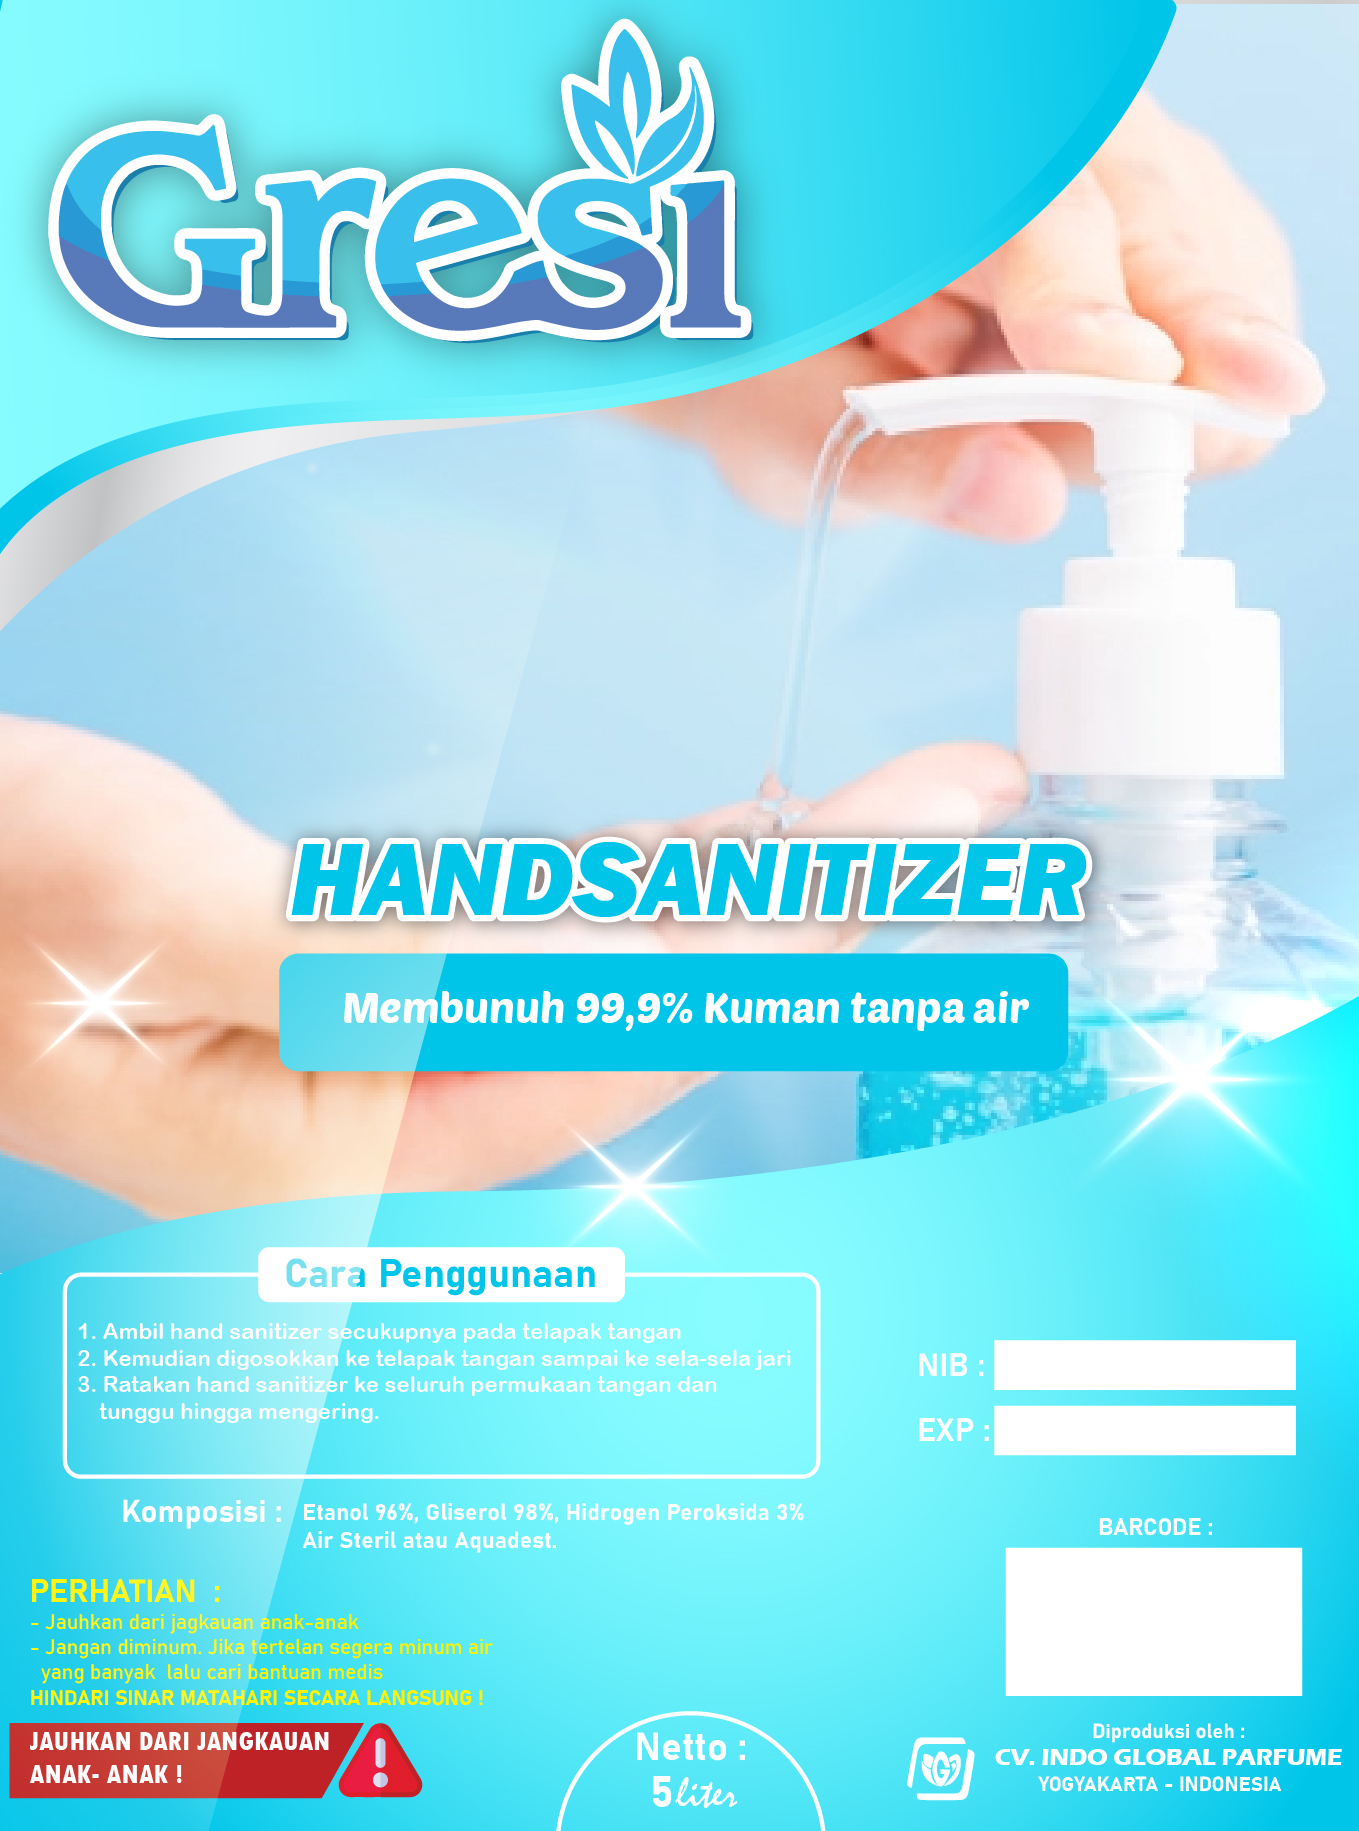 Gresi
HANDSANITIZER
Membunuh 99,9% Kuman tanpa air
Cara Penggunaan
1. Ambil hand sanitizer secukupnya pada telapak tangan
2. Kemudian digosokkan ke telapak tangan sampai ke sela-sela jari
3. Ratakan hand sanitizer ke seluruh permukaan tangan dan
tunggu hingga mengering.
NIB :
EXP :
Komposisi : Etanol 96%, Gliserol 98%, Hidrogen Peroksida 3%
Air Steril atau Aquadest.
BARCODE :
PERHATIAN :
- Jauhkan dari jagkauan anak-anak
- Jangan diminum. Jika tertelan segera minum air
yang banyak lalu cari bantuan medis
HINDARI SINAR MATAHARI SECARA LANGSUNG !
JAUHKAN DARI JANGKAUAN
ANAK- ANAK !
Netto :
5 liter
Diproduksi oleh :
CV. INDO GLOBAL PARFUME
YOGYAKARTA - INDONESIA